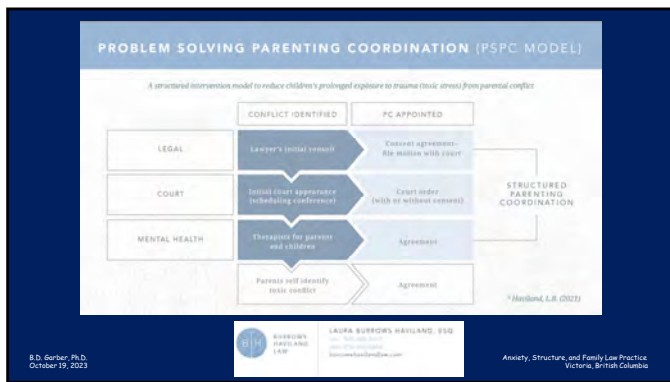 PROBLEM SOLVING PARENTING COORDINATION (PSPC MODEL)
A structured intervention model to reduce children's prolonged exposure to trauma (toxic stress) from parental conflict
CONFLICT IDENTIFIED
PC APPOINTED
LEGAL
Lawyer's initial consult
Consent agreement–
file motion with court
COURT
Initial court appearance
(scheduling conference)
Court order
(with or without consent)
STRUCTURED
PARENTING
COORDINATION
MENTAL HEALTH
Therapist for parents
and children
Agreement
Parents self identify
toxic conflict
Agreement
Haviland, L.B. (2021)
BH
BURROWS
HAVILAND
LAW
LAURA BURROWS HAVILAND, ESQ
burrowshavilandlaw.com
B.D. Garber, Ph.D.
October 19, 2023
Anxiety, Structure, and Family Law Practice
Victoria, British Columbia